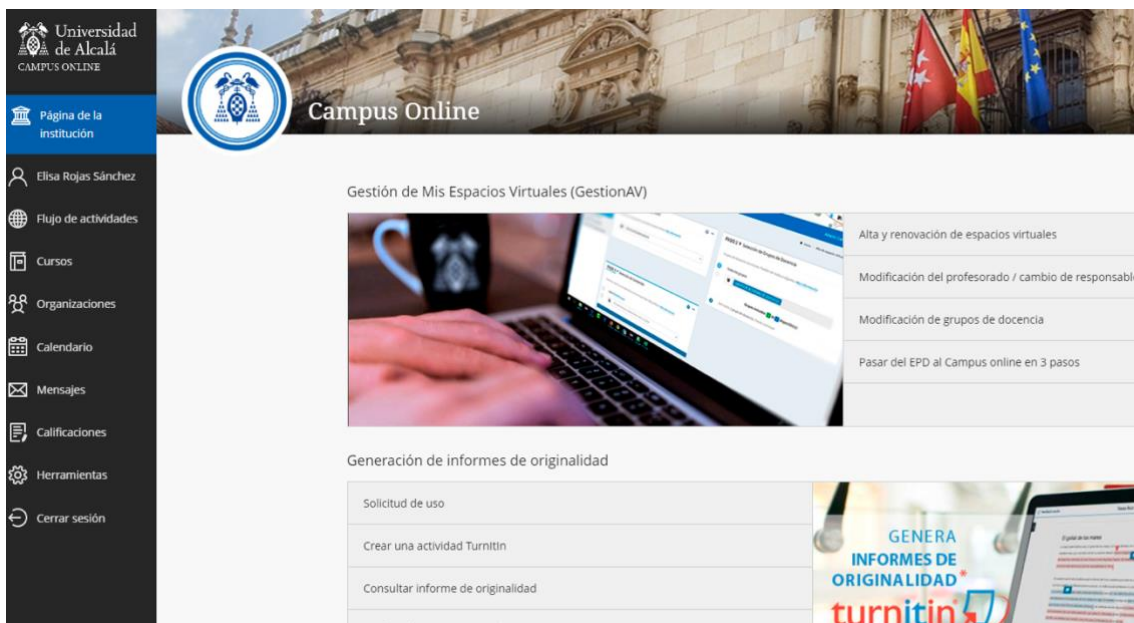 Universidad
de Alcalá
CAMPUS ONLINE
Página de la
institución
Elisa Rojas Sánchez
Flujo de actividades
Cursos
Organizaciones
Calendario
Mensajes
Calificaciones
Herramientas
Cerrar sesión
Campus Online
Gestión de Mis Espacios Virtuales (GestionAV)
Alta y renovación de espacios virtuales
Modificación del profesorado / cambio de responsable
Modificación de grupos de docencia
Pasar del EPD al Campus online en 3 pasos
Generación de informes de originalidad
Solicitud de uso
Crear una actividad TurnItIn
Consultar informe de originalidad
GENERA
INFORMES DE
ORIGINALIDAD*
turnitin